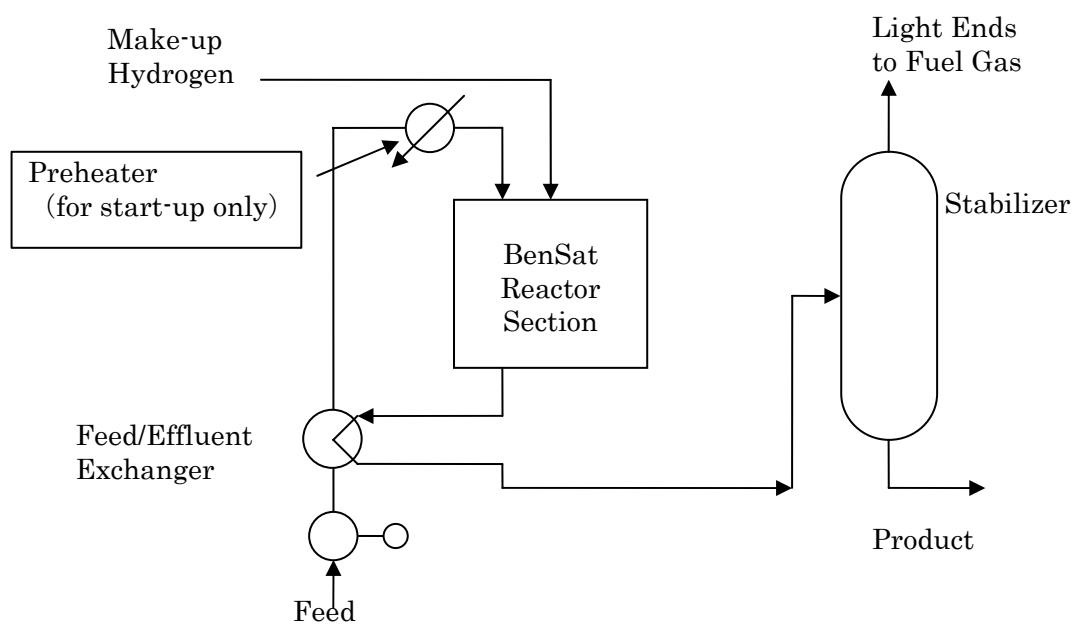 Make-up
Hydrogen
Light Ends
to Fuel Gas
Preheater
（for start-up only）
Stabilizer
BenSat
Reactor
Section
Feed/Effluent
Exchanger
Product
Feed